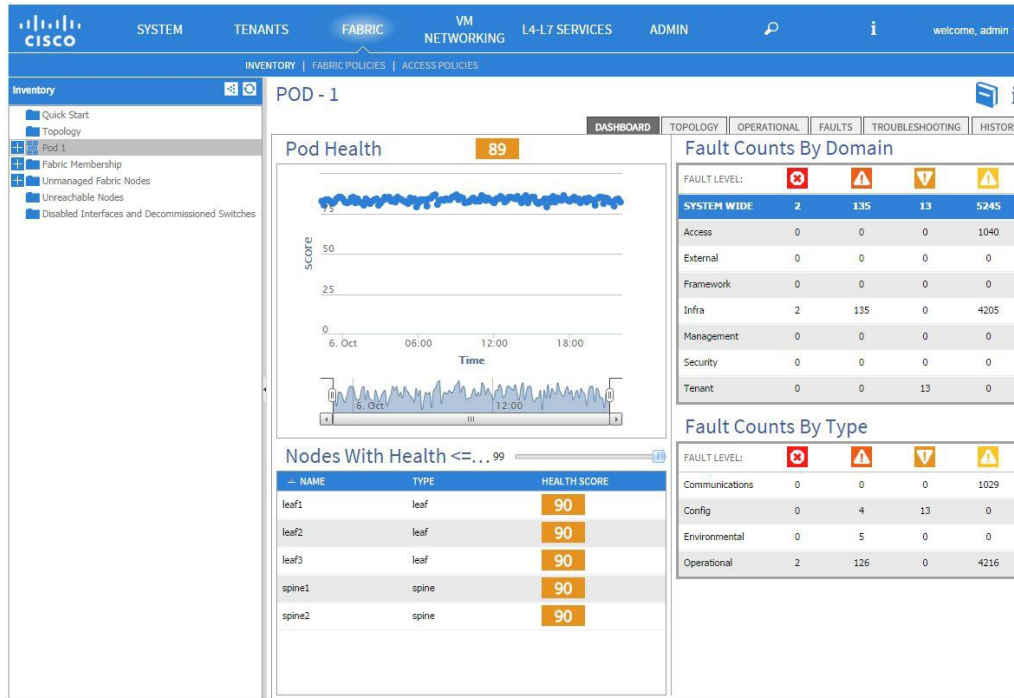 CISCO SYSTEM TENANTS FABRIC VM NETWORKING L4-L7 SERVICES ADMIN i welcome, admin
INVENTORY | FABRIC POLICIES | ACCESS POLICIES
Inventory
Quick Start
Topology
Pod 1
Fabric Membership
Unmanaged Fabric Nodes
Unreachable Nodes
Disabled Interfaces and Decommissioned Switches
POD - 1
DASHBOARD TOPOLOGY OPERATIONAL FAULTS TROUBLESHOOTING HISTOR
Pod Health 89
score
75
50
25
0
6. Oct 06:00 12:00 18:00
Time
6. Oct 12:00
Nodes With Health <=... 99
NAME TYPE HEALTH SCORE
leaf1 leaf 90
leaf2 leaf 90
leaf3 leaf 90
spine1 spine 90
spine2 spine 90
Fault Counts By Domain
FAULT LEVEL:
SYSTEM WIDE 2 135 13 5245
Access 0 0 0 1040
External 0 0 0 0
Framework 0 0 0 0
Infra 2 135 0 4205
Management 0 0 0 0
Security 0 0 0 0
Tenant 0 0 13 0
Fault Counts By Type
FAULT LEVEL:
Communications 0 0 0 1029
Config 0 4 13 0
Environmental 0 5 0 0
Operational 2 126 0 4216